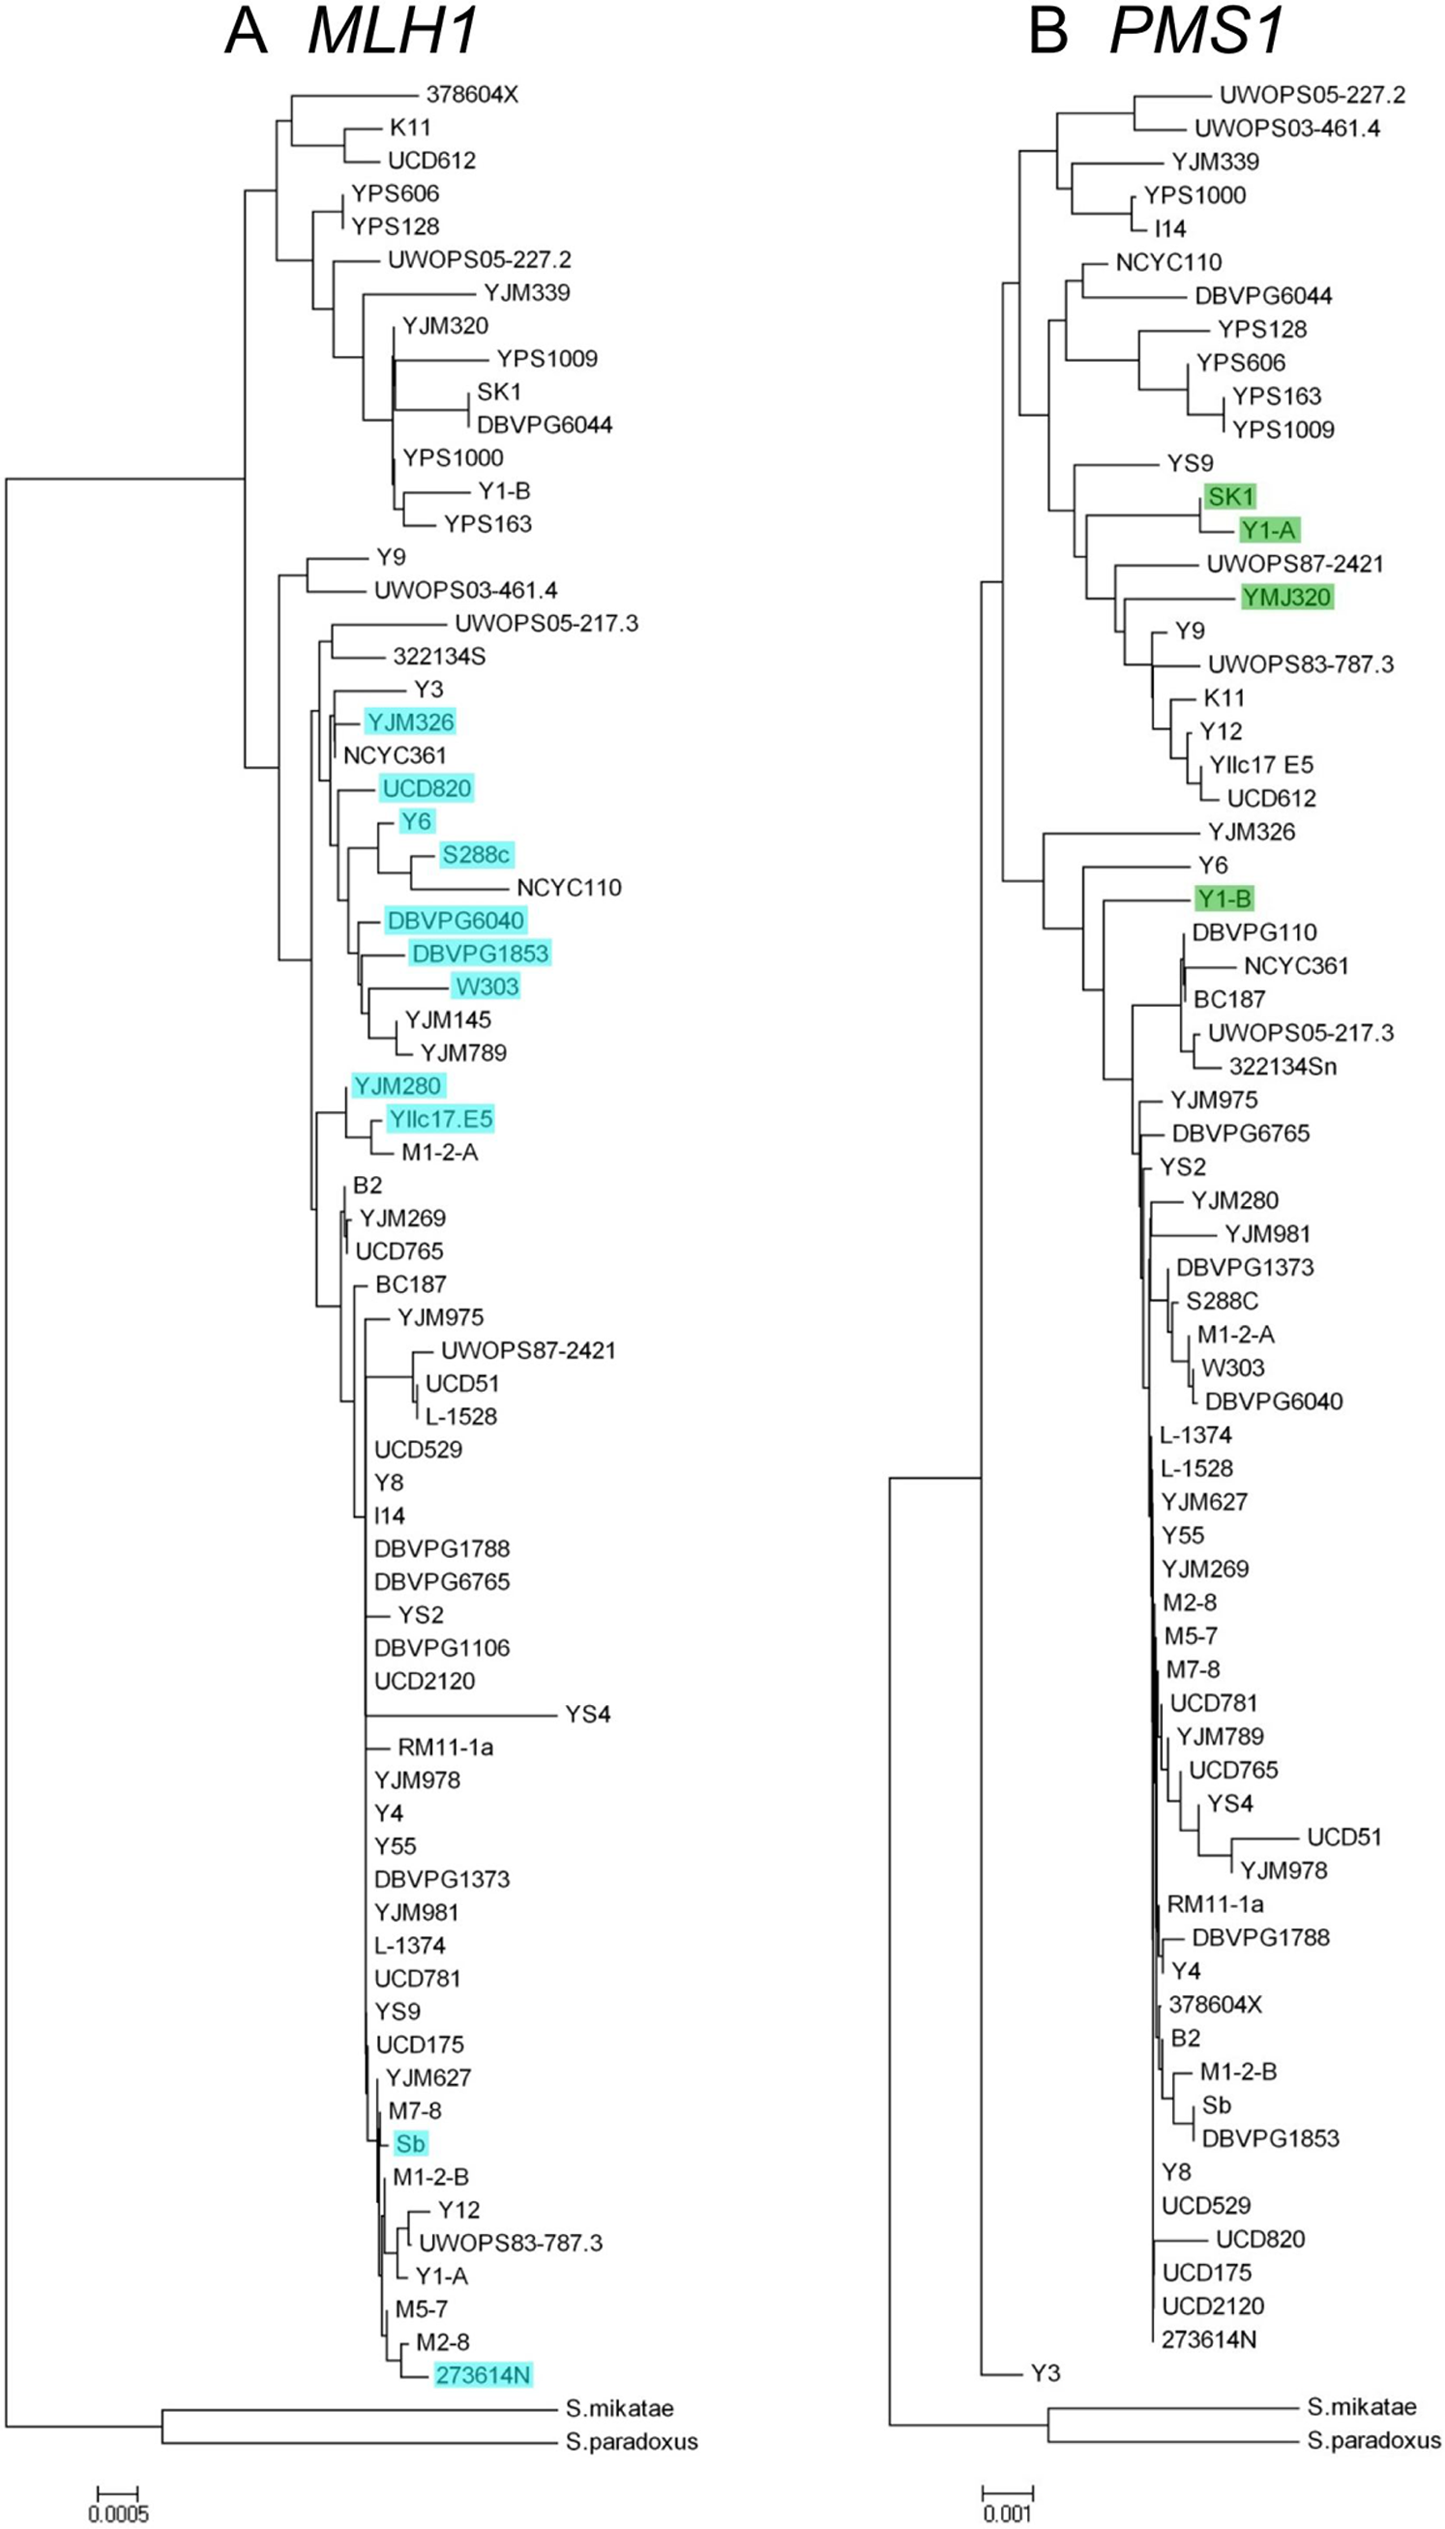 A MLH1
378604X
K11
UCD612
YPS606
YPS128
UWOPS05-227.2
YJM339
YJM320
YPS1009
SK1
DBVPG6044
YPS1000
Y1-B
YPS163
Y9
UWOPS03-461.4
UWOPS05-217.3
322134S
Y3
YJM326
NCYC361
UCD820
Y6
S288c
NCYC110
DBVPG6040
DBVPG1853
W303
YJM145
YJM789
YJM280
YIIc17.E5
M1-2-A
B2
YJM269
UCD765
BC187
YJM975
UWOPS87-2421
UCD51
L-1528
UCD529
Y8
I14
DBVPG1788
DBVPG6765
YS2
DBVPG1106
UCD2120
YS4
RM11-1a
YJM978
Y4
Y55
DBVPG1373
YJM981
L-1374
UCD781
YS9
UCD175
YJM627
M7-8
Sb
M1-2-B
Y12
UWOPS83-787.3
Y1-A
M5-7
M2-8
273614N
S.mikatae
S.paradoxus
0.0005
B PMS1
UWOPS05-227.2
UWOPS03-461.4
YJM339
YPS1000
I14
NCYC110
DBVPG6044
YPS128
YPS606
YPS163
YPS1009
YS9
SK1
Y1-A
UWOPS87-2421
YMJ320
Y9
UWOPS83-787.3
K11
Y12
YIIc17 E5
UCD612
YJM326
Y6
Y1-B
DBVPG110
NCYC361
BC187
UWOPS05-217.3
322134Sn
YJM975
DBVPG6765
YS2
YJM280
YJM981
DBVPG1373
S288C
M1-2-A
W303
DBVPG6040
L-1374
L-1528
YJM627
Y55
YJM269
M2-8
M5-7
M7-8
UCD781
YJM789
UCD765
YS4
UCD51
YJM978
RM11-1a
DBVPG1788
Y4
378604X
B2
M1-2-B
Sb
DBVPG1853
Y8
UCD529
UCD820
UCD175
UCD2120
273614N
Y3
S.mikatae
S.paradoxus
0.001